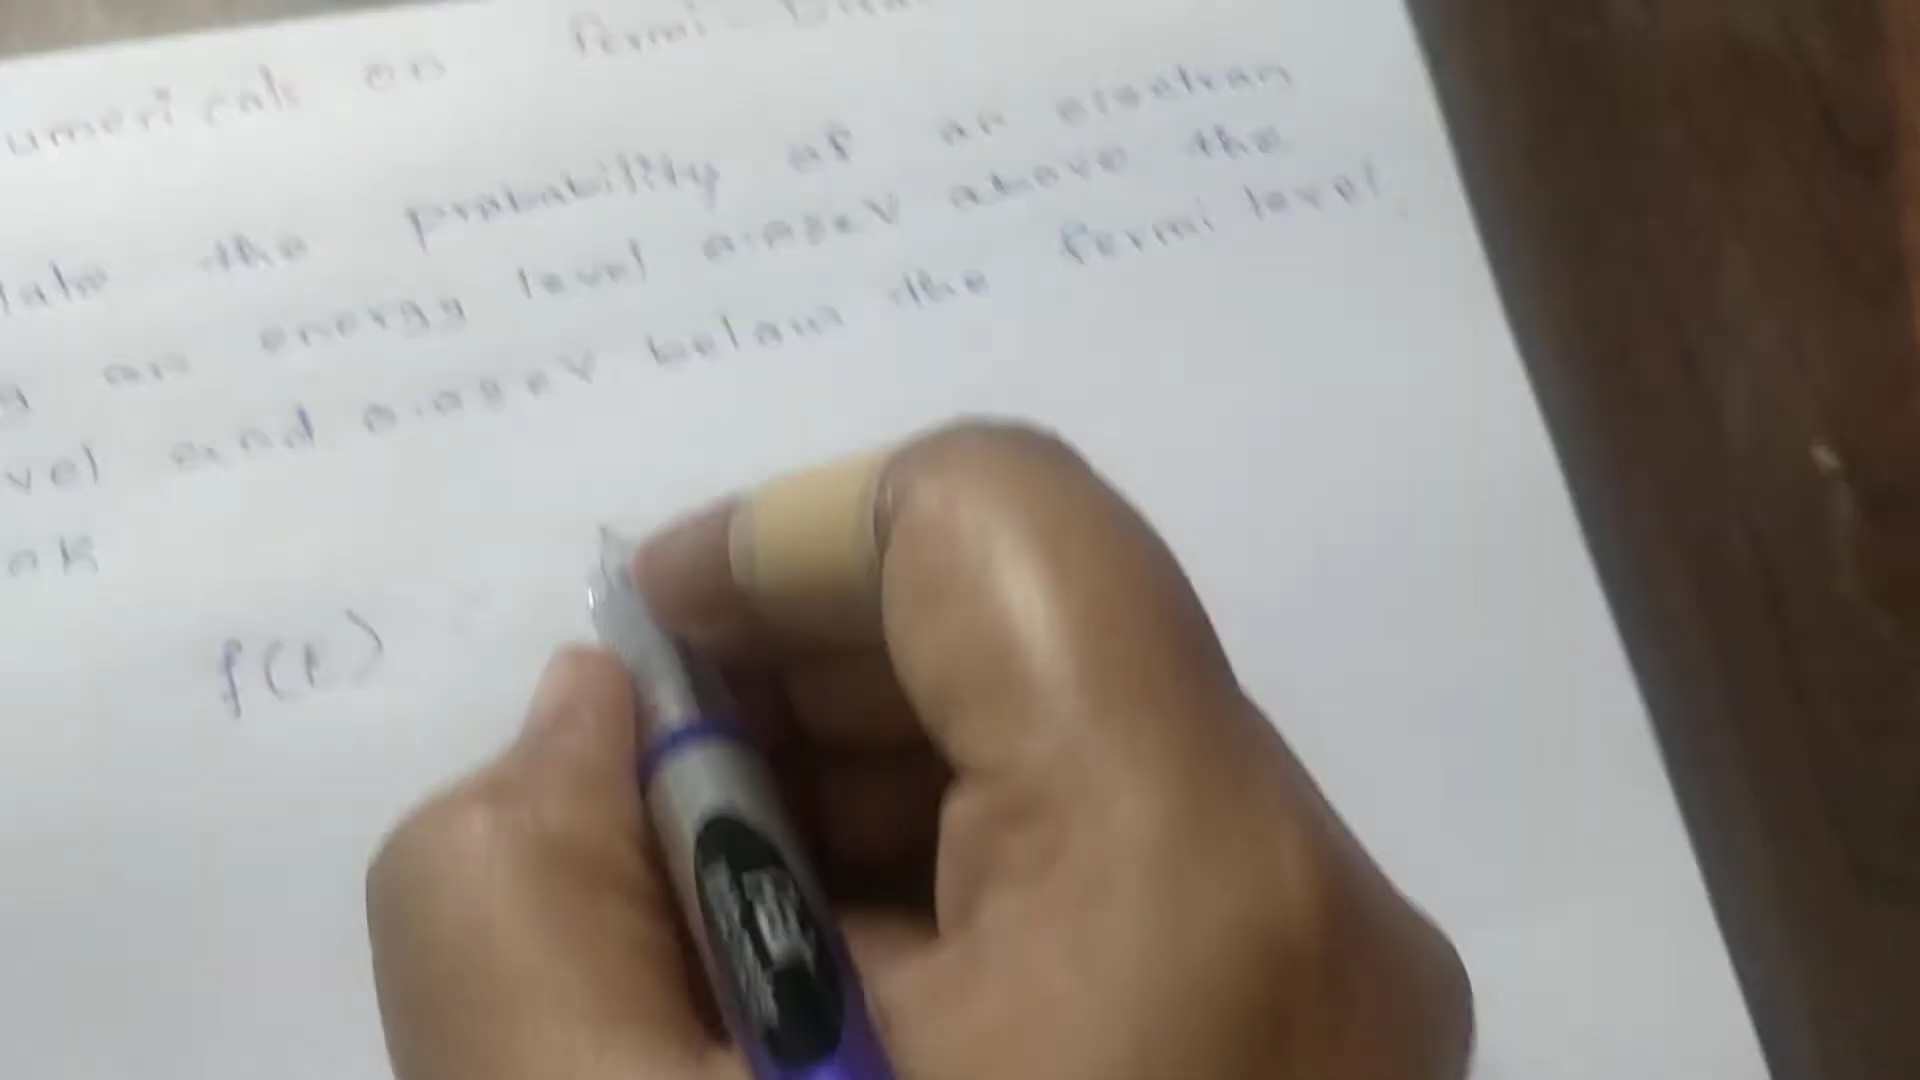 umericals on Fermi Dirac
late the probability of an electron
g an energy level 0.02eV above the
vel and 0.02eV below the fermi level.
0K
f(E)